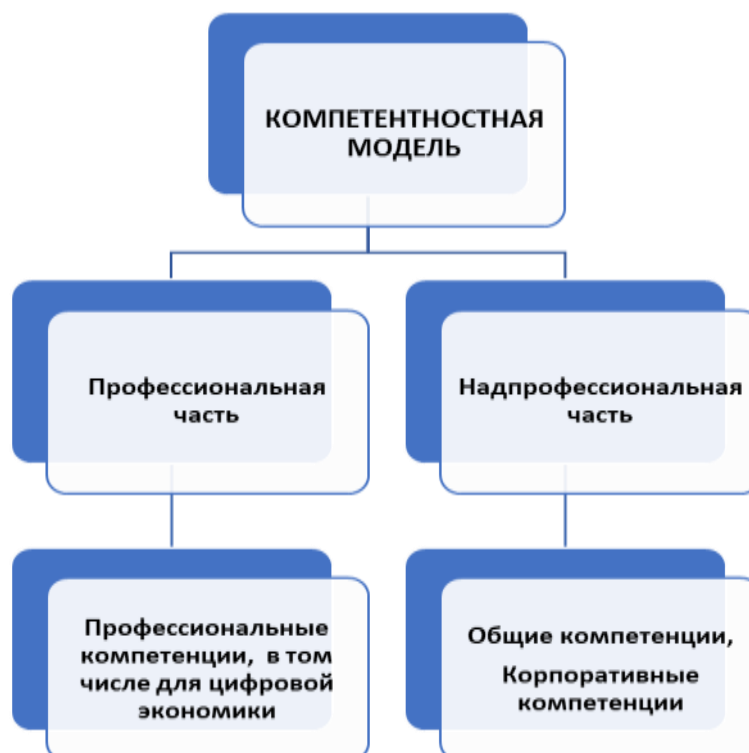 КОМПЕТЕНТНОСТНАЯ
МОДЕЛЬ
Профессиональная
часть
Надпрофессиональная
часть
Профессиональные
компетенции, в том
числе для цифровой
экономики
Общие компетенции,
Корпоративные
компетенции